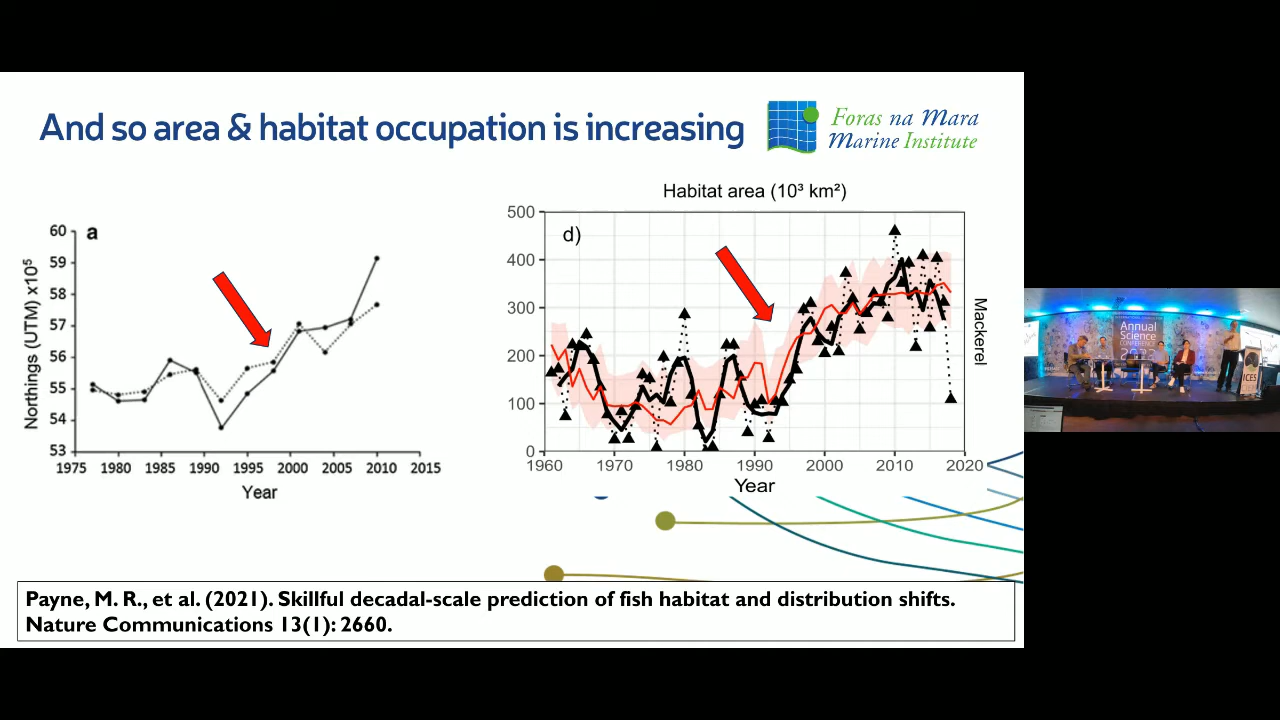 And so area & habitat occupation is increasing
Foras na Mara
Marine Institute
a
Northings (UTM) x10⁵
60
59
58
57
56
55
54
53
1975 1980 1985 1990 1995 2000 2005 2010 2015
Year
Habitat area (10³ km²)
d)
500
400
300
200
100
0
1960 1970 1980 1990 2000 2010 2020
Year
Mackerel
Payne, M. R., et al. (2021). Skillful decadal-scale prediction of fish habitat and distribution shifts.
Nature Communications 13(1): 2660.
Annual
Science
ICES